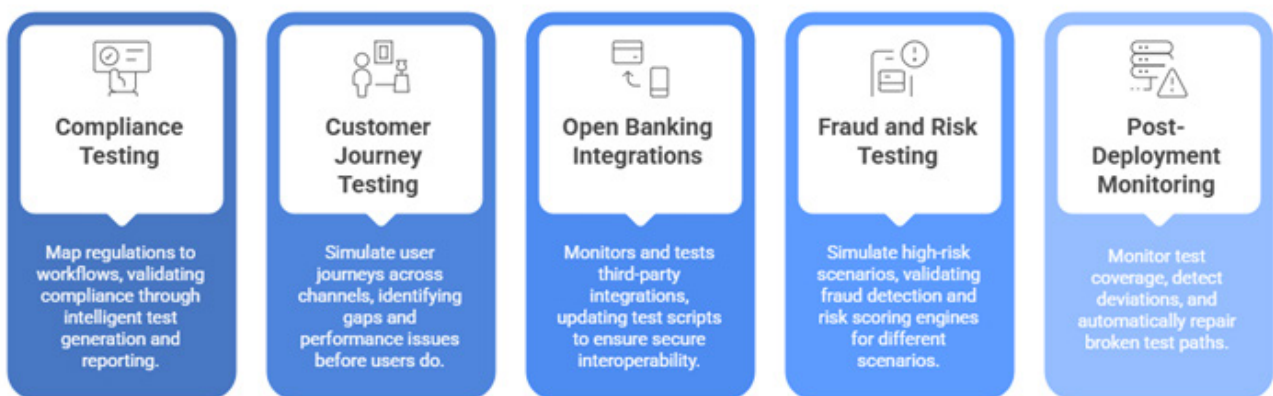 Compliance
Testing
Map regulations to
workflows, validating
compliance through
intelligent test
generation and
reporting.
Customer
Journey
Testing
Simulate user
journeys across
channels, identifying
gaps and
performance issues
before users do.
Open Banking
Integrations
Monitors and tests
third-party
integrations,
updating test scripts
to ensure secure
interoperability.
Fraud and Risk
Testing
Simulate high-risk
scenarios, validating
fraud detection and
risk scoring engines
for different
scenarios.
Post-
Deployment
Monitoring
Monitor test
coverage, detect
deviations, and
automatically repair
broken test paths.